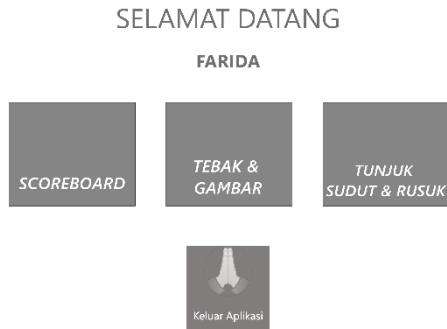 SELAMAT DATANG
FARIDA
SCOREBOARD
TEBAK &
GAMBAR
TUNJUK
SUDUT & RUSUK
Keluar Aplikasi